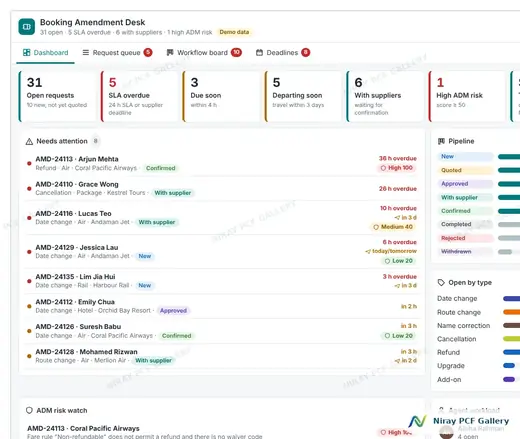 Booking Amendment Desk
31 open · 5 SLA overdue · 6 with suppliers · 1 high ADM risk Demo data
Dashboard Request queue 5 Workflow board 10 Deadlines 8
31
Open requests
10 new, not yet quoted
5
SLA overdue
24 h SLA or supplier deadline
3
Due soon
within 4 h
5
Departing soon
travel within 3 days
6
With suppliers
waiting for confirmation
1
High ADM risk
score ≥ 50
Needs attention 8
AMD-24113 · Arjun Mehta 36 h overdue
Refund · Air · Coral Pacific Airways · Confirmed High 100
AMD-24110 · Grace Wong 26 h overdue
Cancellation · Package · Kestrel Tours · With supplier
AMD-24116 · Lucas Teo 10 h overdue
in 3 d
Date change · Air · Andaman Jet · With supplier Medium 40
AMD-24129 · Jessica Lau 6 h overdue
today/tomorrow
Date change · Air · Andaman Jet · New Low 20
AMD-24135 · Lim Jia Hui 3 h overdue
Date change · Rail · Harbour Rail · New in 3 d
AMD-24112 · Emily Chua in 2 h
Date change · Hotel · Orchid Bay Resort · Approved
AMD-24126 · Suresh Babu in 3 h
Date change · Air · Coral Pacific Airways · Confirmed Low 20
AMD-24128 · Mohamed Rizwan in 3 h
Route change · Air · Merlion Air · With supplier in 2 d
Pipeline
New
Quoted
Approved
With supplier
Confirmed
Completed
Rejected
Withdrawn
Open by type
Date change
Route change
Name correction
Cancellation
Refund
Upgrade
Add-on
ADM risk watch
AMD-24113 · Coral Pacific Airways High
Fare rule "Non-refundable" does not permit a refund and there is no waiver code
Agent workload
open
Niray PCF Gallery
NIRAY PCF GALLERY